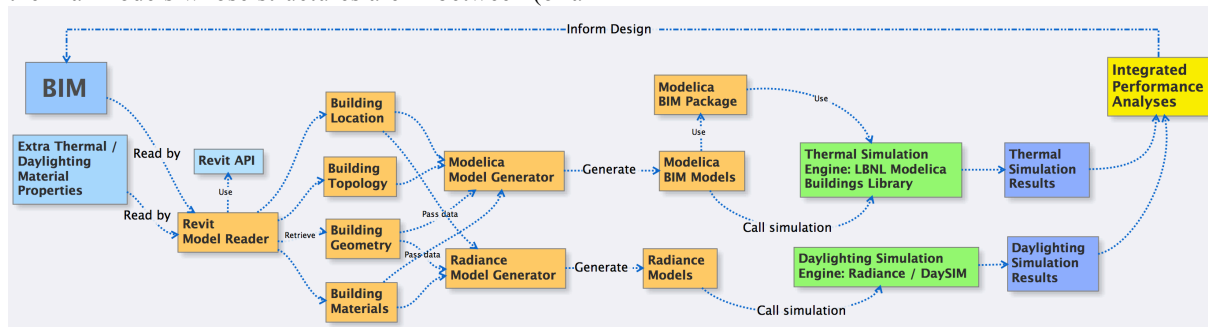 Inform Design
BIM
Extra Thermal /
Daylighting
Material
Properties
Read by
Read by
Revit API
Use
Revit
Model Reader
Retrieve
Building
Location
Building
Topology
Building
Geometry
Building
Materials
Pass data
Pass data
Modelica
Model Generator
Radiance
Model Generator
Generate
Generate
Modelica
BIM Package
Use
Use
Modelica
BIM Models
Radiance
Models
Call simulation
Call simulation
Thermal Simulation
Engine: LBNL Modelica
Buildings Library
Daylighting Simulation
Engine: Radiance / DaySIM
Thermal
Simulation
Results
Daylighting
Simulation
Results
Integrated
Performance
Analyses